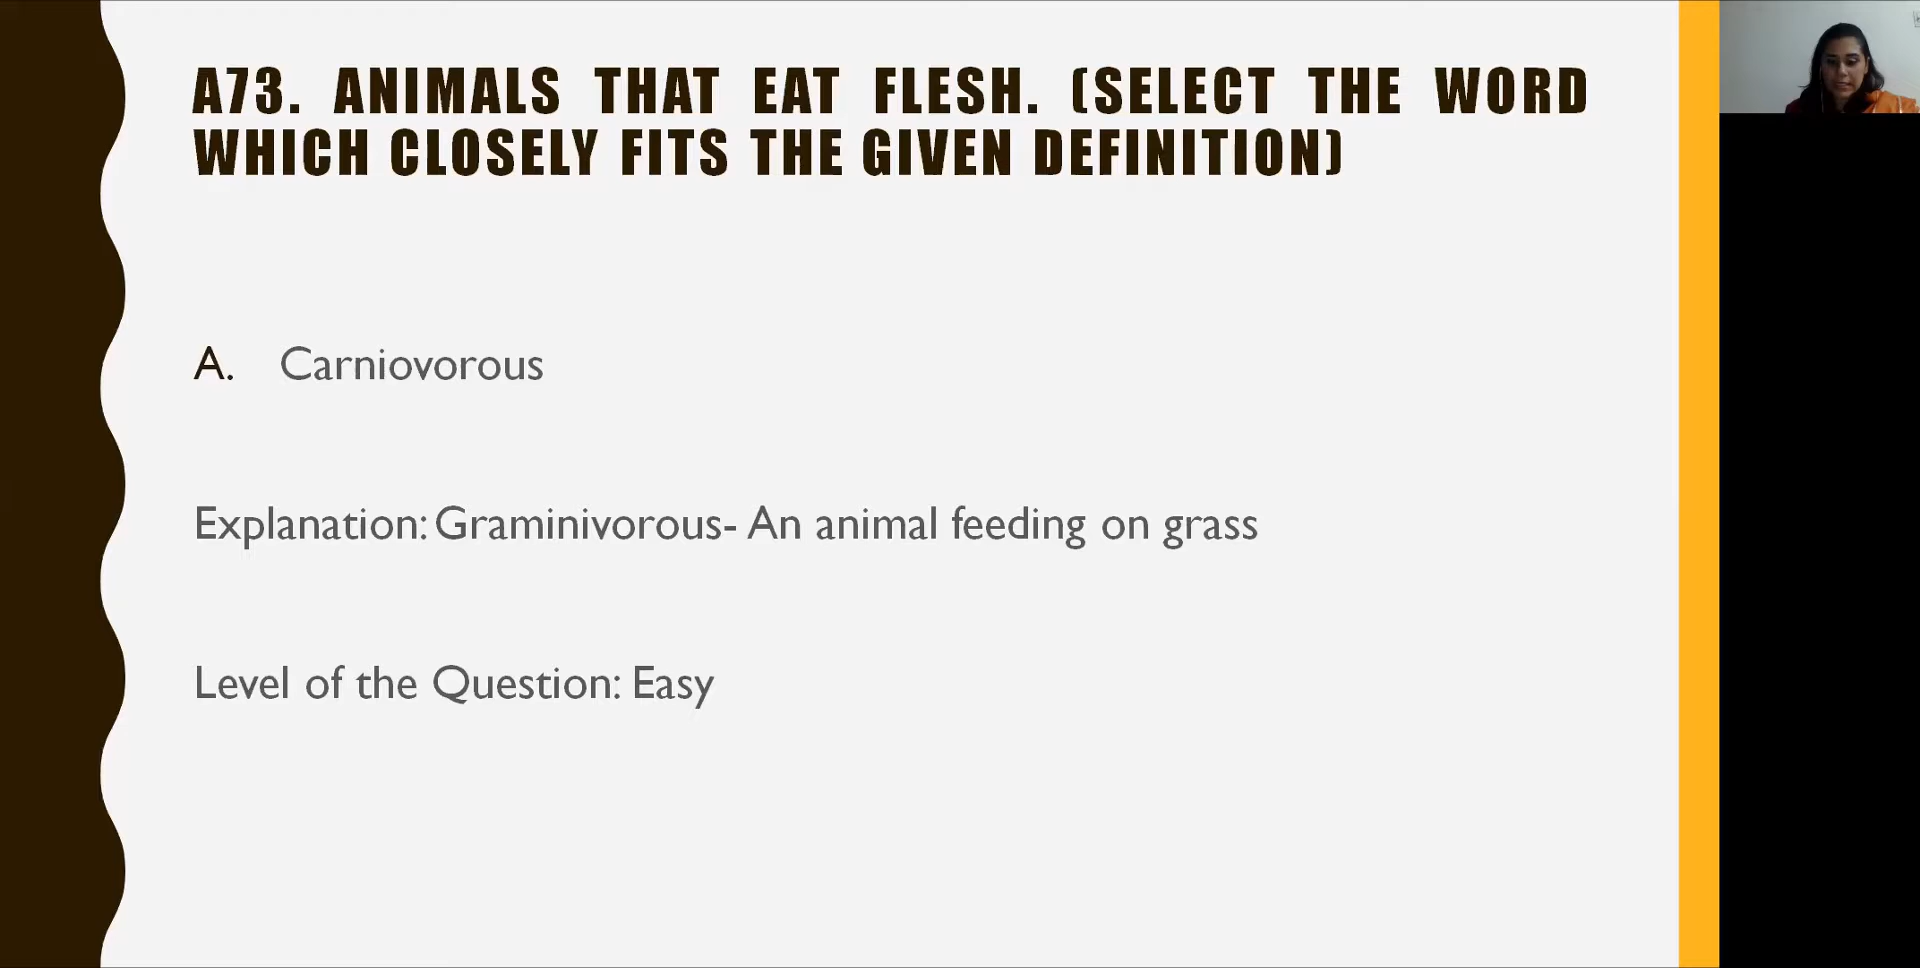 A73. ANIMALS THAT EAT FLESH. (SELECT THE WORD
WHICH CLOSELY FITS THE GIVEN DEFINITION)
A. Carniovorous
Explanation: Graminivorous- An animal feeding on grass
Level of the Question: Easy